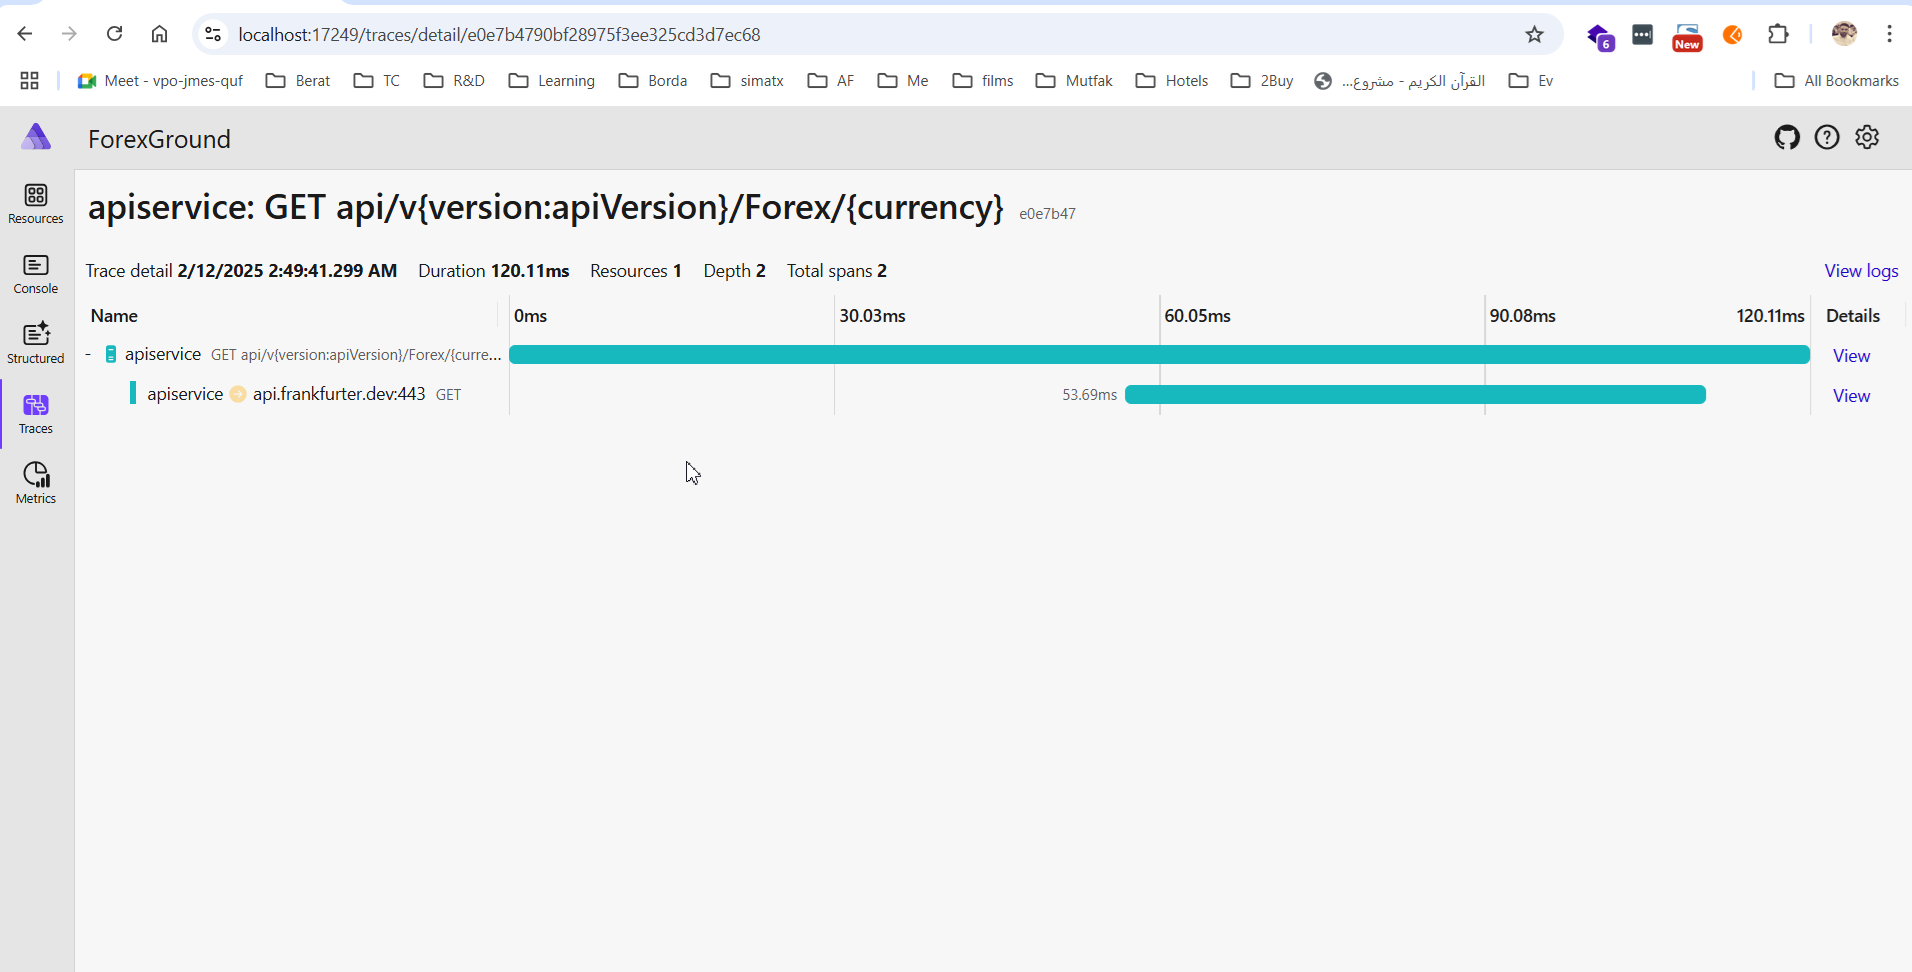 localhost:17249/traces/detail/e0e7b4790bf28975f3ee325cd3d7ec68
6
New
Meet - vpo-jmes-quf Berat TC R&D Learning Borda simatx AF Me films Mutfak Hotels 2Buy القرآن الكريم - مشروع... Ev All Bookmarks
ForexGround
Resources
Console
Structured
Traces
Metrics
apiservice: GET api/v{version:apiVersion}/Forex/{currency} e0e7b47
Trace detail 2/12/2025 2:49:41.299 AM Duration 120.11ms Resources 1 Depth 2 Total spans 2 View logs
Name 0ms 30.03ms 60.05ms 90.08ms 120.11ms Details
- apiservice GET api/v{version:apiVersion}/Forex/{curre... View
apiservice api.frankfurter.dev:443 GET 53.69ms View